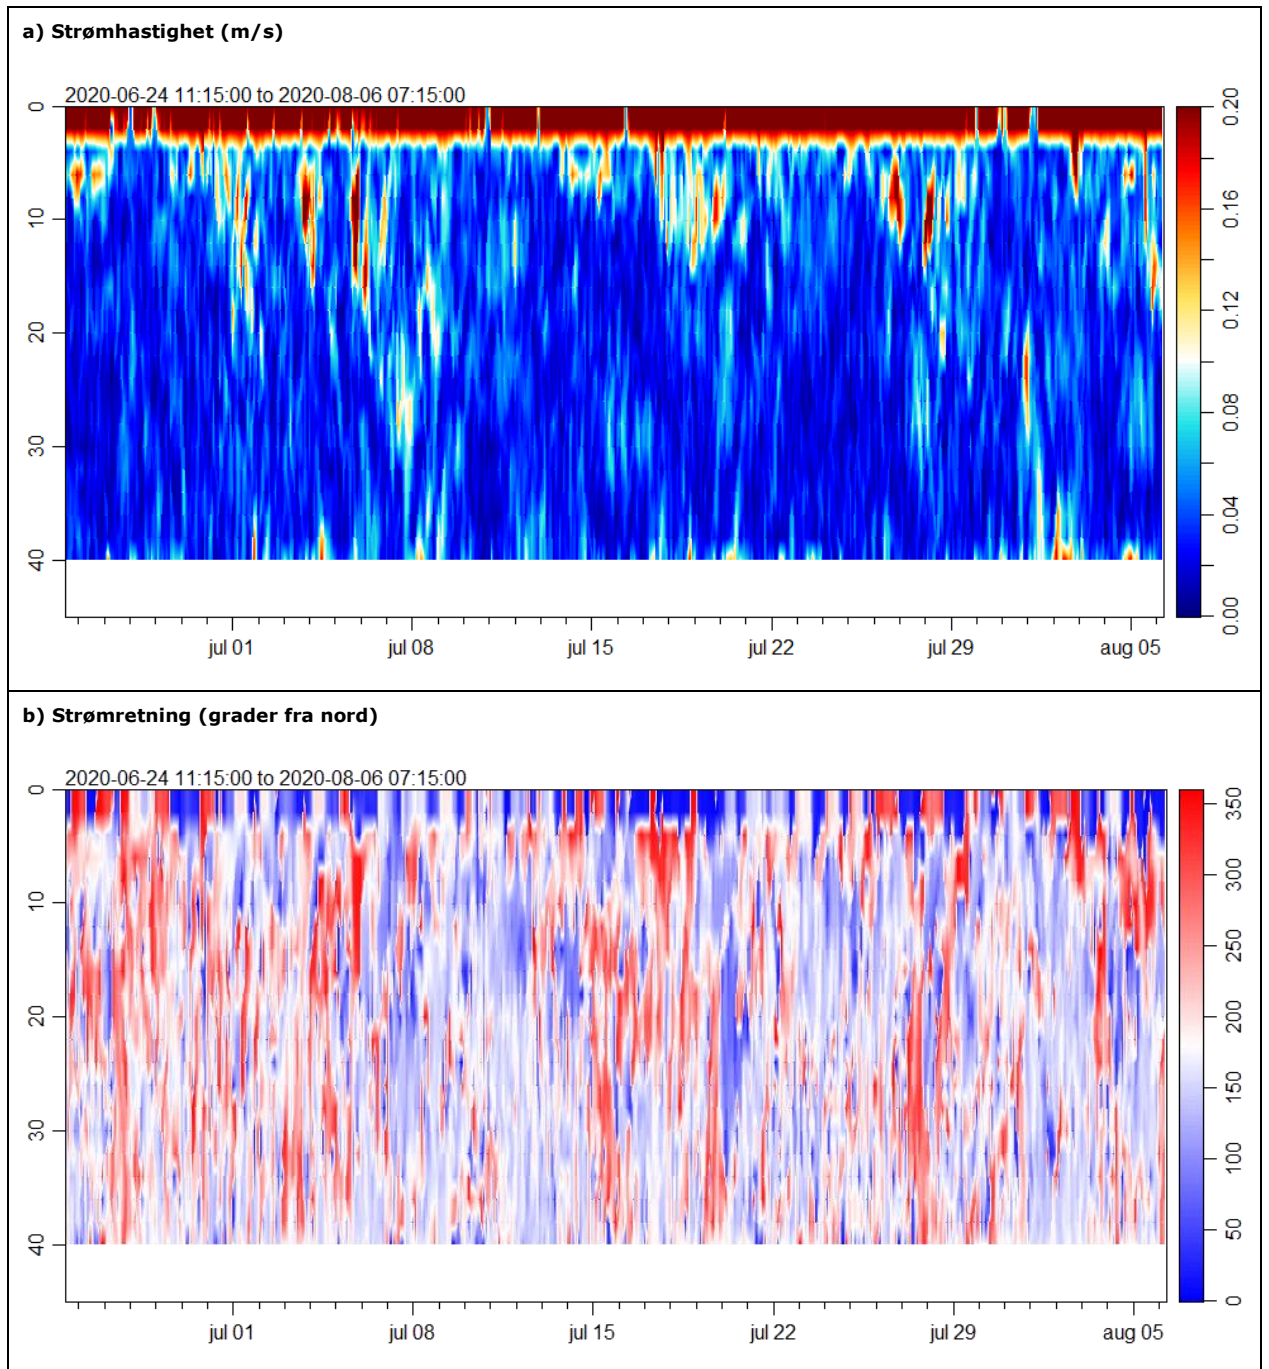 a) Strømhastighet (m/s)
2020-06-24 11:15:00 to 2020-08-06 07:15:00
0
10
20
30
40
jul 01
jul 08
jul 15
jul 22
jul 29
aug 05
0.20
0.16
0.12
0.08
0.04
0.00
b) Strømretning (grader fra nord)
2020-06-24 11:15:00 to 2020-08-06 07:15:00
0
10
20
30
40
jul 01
jul 08
jul 15
jul 22
jul 29
aug 05
350
300
250
200
150
100
50
0